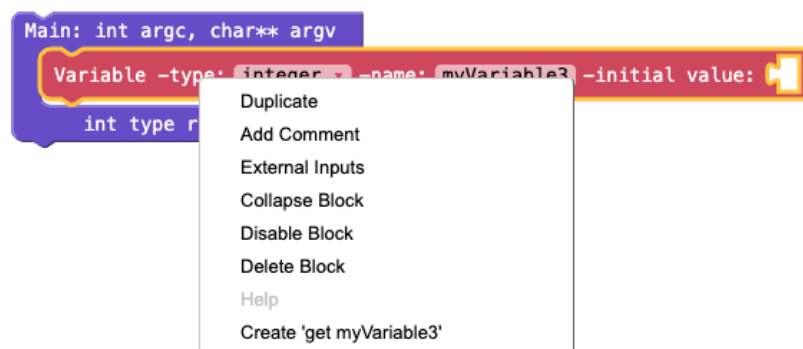 Main: int argc, char** argv
Variable -type: integer -name: myVariable3 -initial value:
int type r
Duplicate
Add Comment
External Inputs
Collapse Block
Disable Block
Delete Block
Help
Create 'get myVariable3'